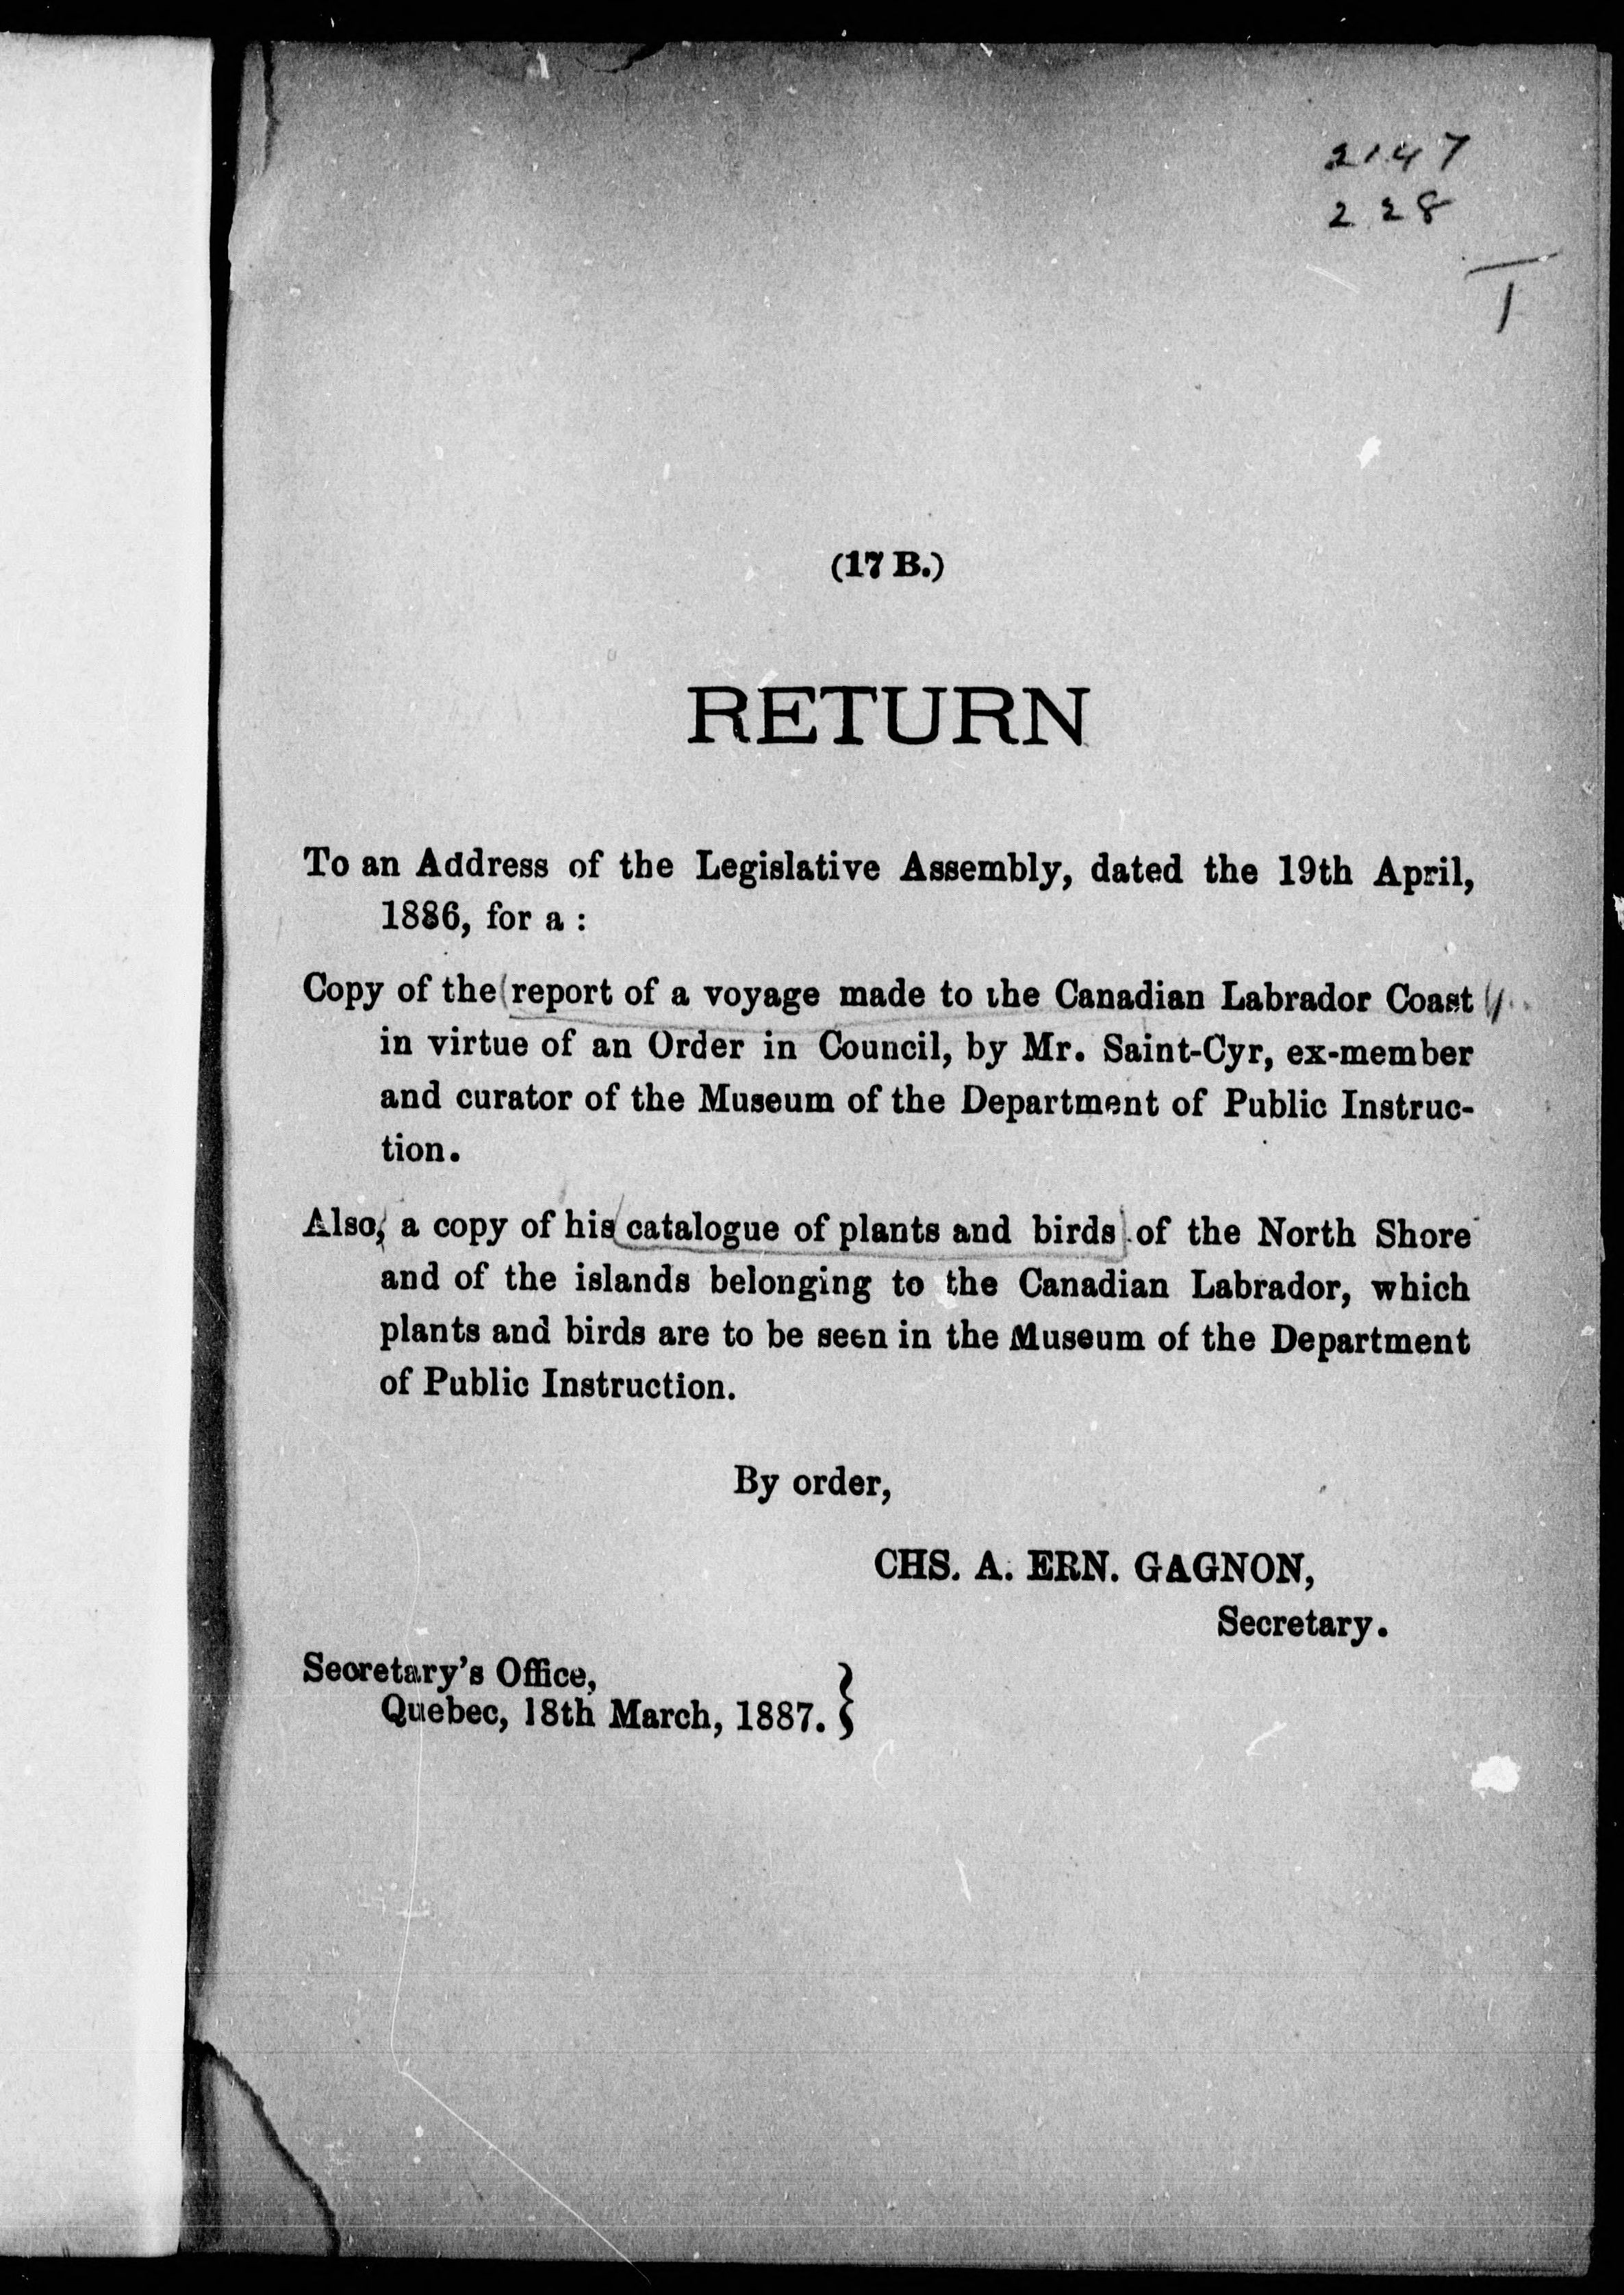 2147
228
T
(17 B.)
RETURN
To an Address of the Legislative Assembly, dated the 19th April,
1886, for a :
Copy of the (report of a voyage made to the Canadian Labrador Coast
in virtue of an Order in Council, by Mr. Saint-Cyr, ex-member
and curator of the Museum of the Department of Public Instruc-
tion.
Also, a copy of his (catalogue of plants and birds) of the North Shore
and of the islands belonging to the Canadian Labrador, which
plants and birds are to be seen in the Museum of the Department
of Public Instruction.
By order,
CHS. A. ERN. GAGNON,
Secretary.
Secretary's Office,
Quebec, 18th March, 1887. }